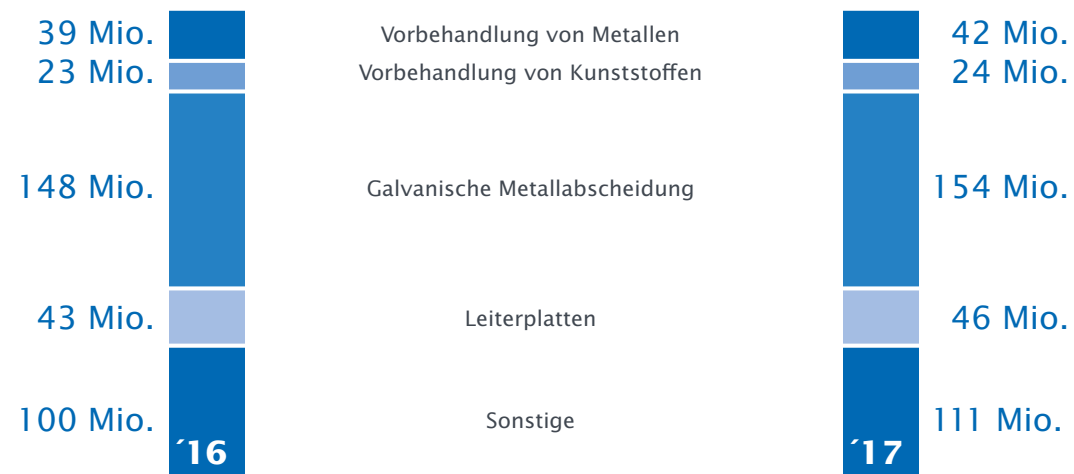 39 Mio. Vorbehandlung von Metallen 42 Mio.
23 Mio. Vorbehandlung von Kunststoffen 24 Mio.
148 Mio. Galvanische Metallabscheidung 154 Mio.
43 Mio. Leiterplatten 46 Mio.
100 Mio. Sonstige 111 Mio.
´16 ´17